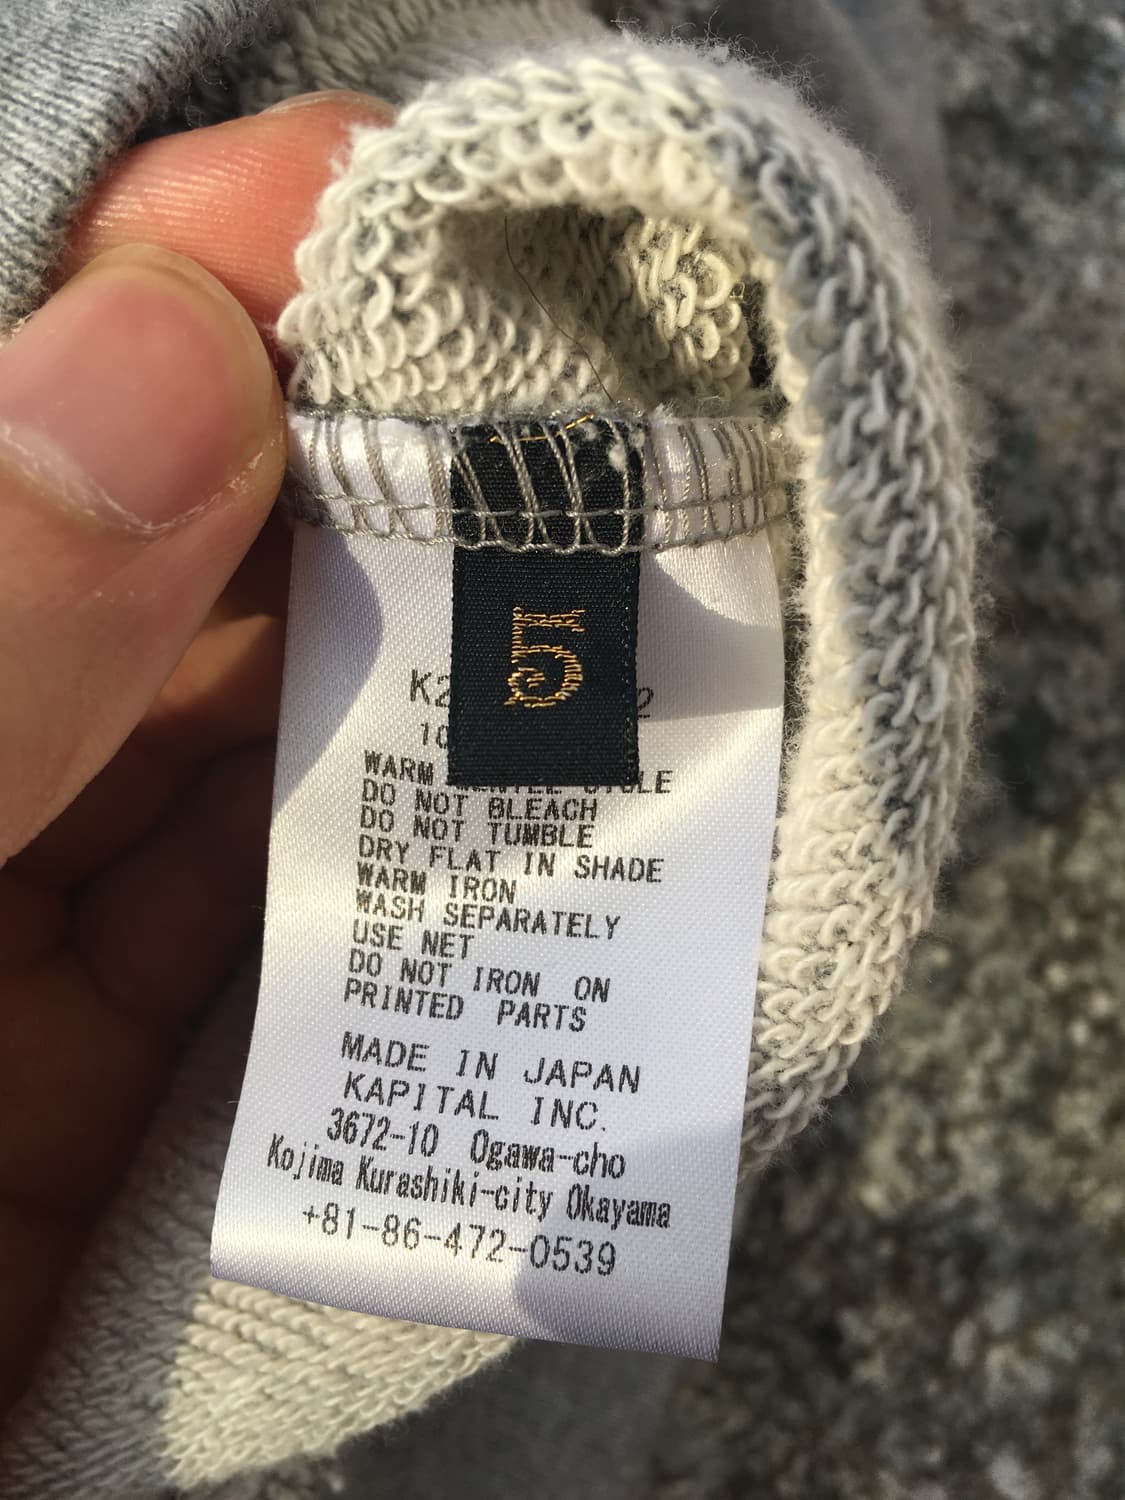 5
WARM
DO NOT BLEACH
DO NOT TUMBLE
DRY FLAT IN SHADE
WARM IRON
WASH SEPARATELY
USE NET
DO NOT IRON ON
PRINTED PARTS
MADE IN JAPAN
KAPITAL INC.
3672-10 Ogawa-cho
Kojima Kurashiki-city Okayama
+81-86-472-0539